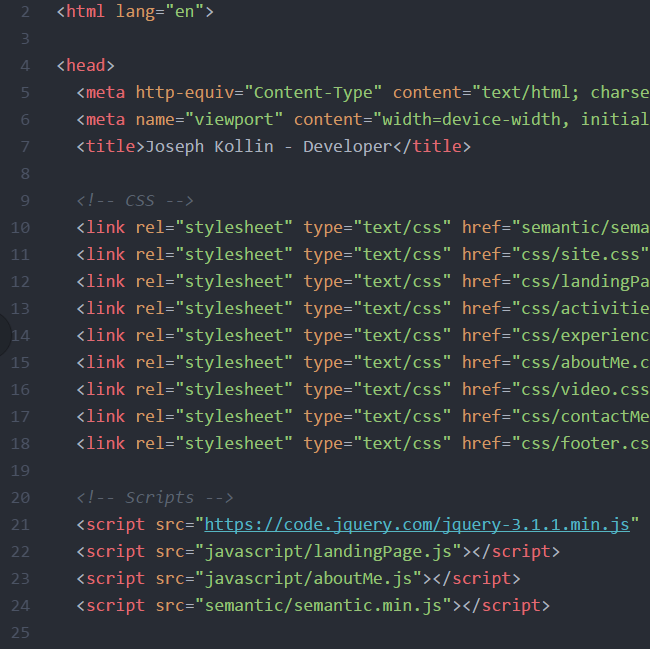 2 <html lang="en">
3
4 <head>
5 <meta http-equiv="Content-Type" content="text/html; charse
6 <meta name="viewport" content="width=device-width, initial
7 <title>Joseph Kollin - Developer</title>
8
9 <!-- CSS -->
10 <link rel="stylesheet" type="text/css" href="semantic/sema
11 <link rel="stylesheet" type="text/css" href="css/site.css"
12 <link rel="stylesheet" type="text/css" href="css/landingPa
13 <link rel="stylesheet" type="text/css" href="css/activitie
14 <link rel="stylesheet" type="text/css" href="css/experienc
15 <link rel="stylesheet" type="text/css" href="css/aboutMe.c
16 <link rel="stylesheet" type="text/css" href="css/video.css
17 <link rel="stylesheet" type="text/css" href="css/contactMe
18 <link rel="stylesheet" type="text/css" href="css/footer.cs
19
20 <!-- Scripts -->
21 <script src="https://code.jquery.com/jquery-3.1.1.min.js"
22 <script src="javascript/landingPage.js"></script>
23 <script src="javascript/aboutMe.js"></script>
24 <script src="semantic/semantic.min.js"></script>
25